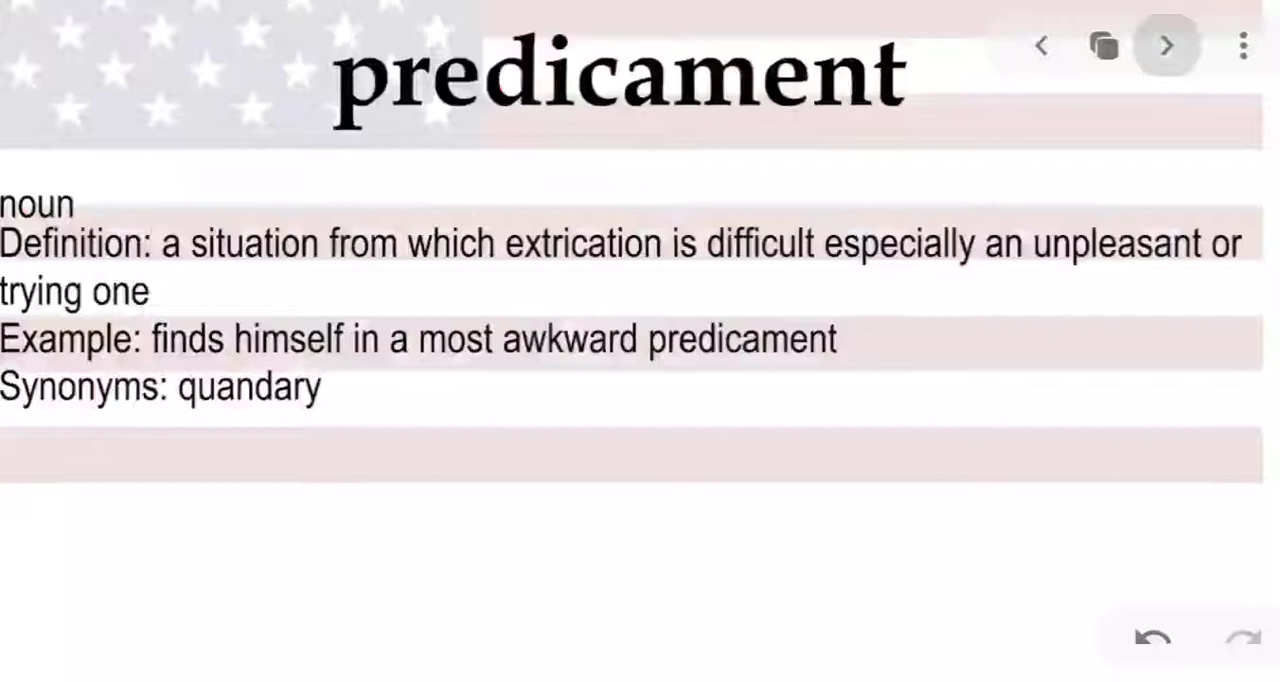 predicament
noun
Definition: a situation from which extrication is difficult especially an unpleasant or
trying one
Example: finds himself in a most awkward predicament
Synonyms: quandary